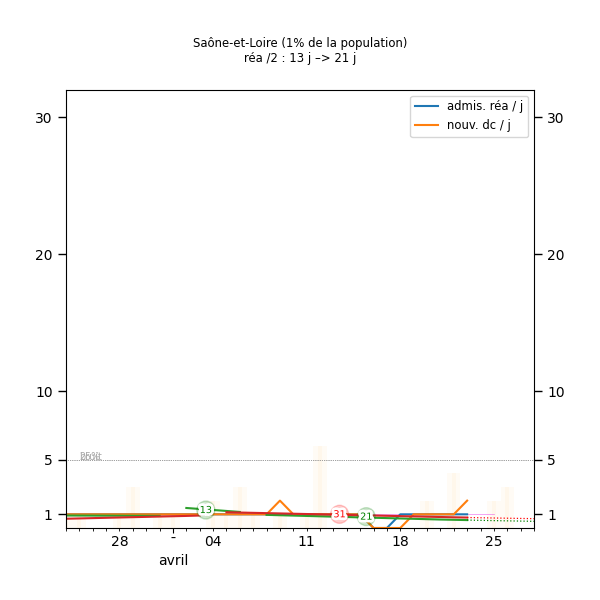 Saône-et-Loire (1% de la population)
réa /2 : 13 j –> 21 j
admis. réa / j
nouv. dc / j
30 30
20 20
10 10
5 5
1 1
13
31
21
28 - 04 11 18 25
avril